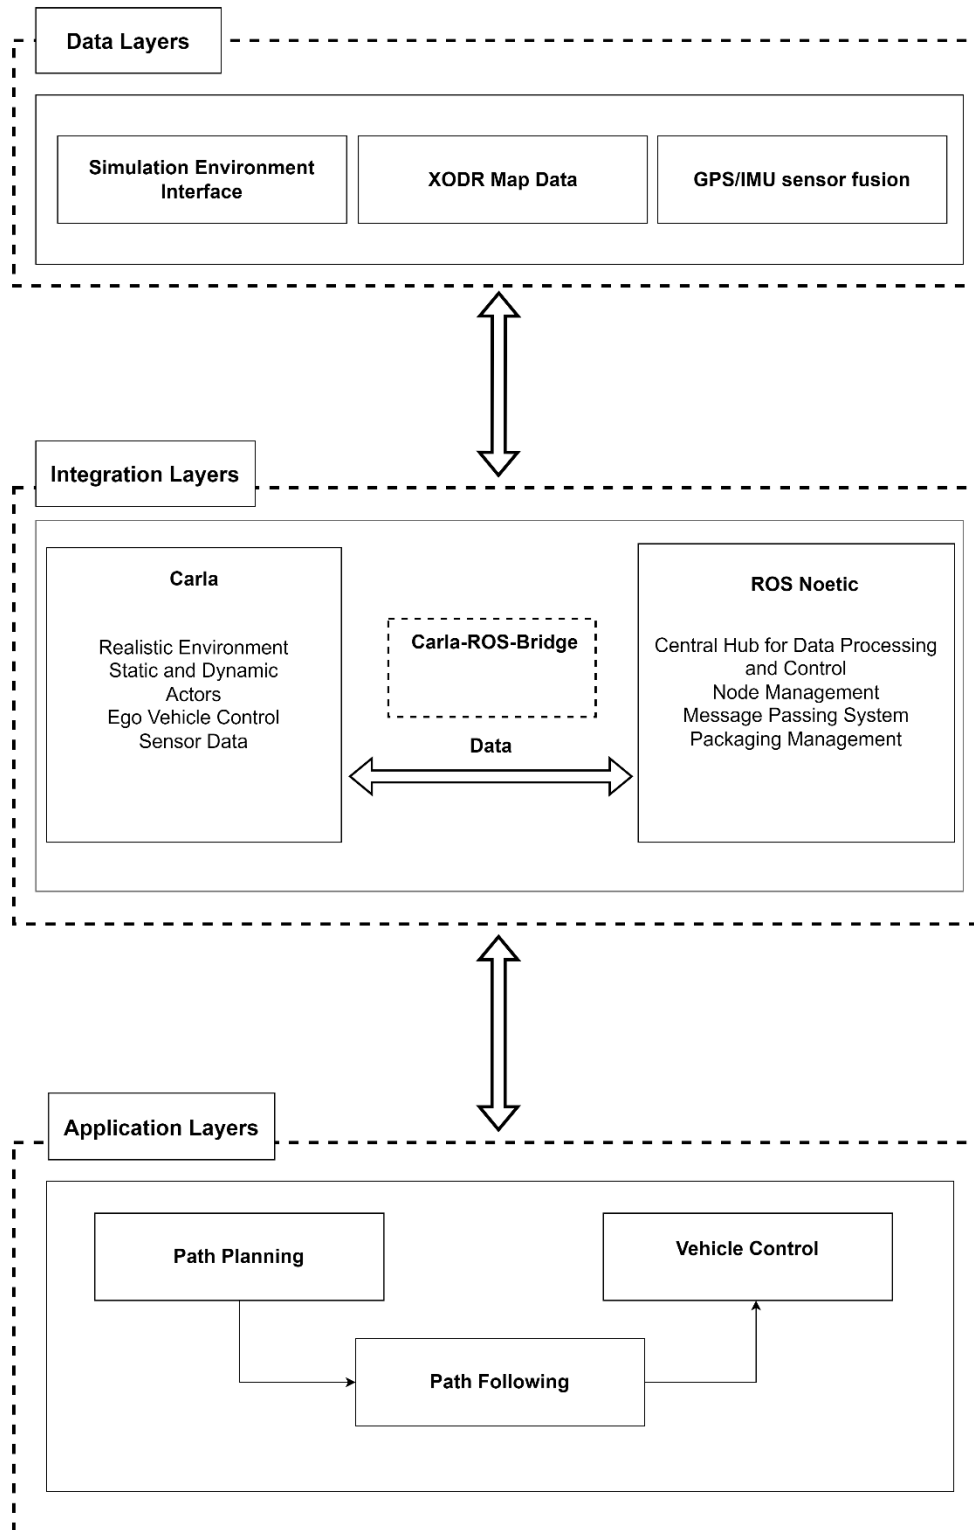 Data Layers
Simulation Environment
Interface
XODR Map Data
GPS/IMU sensor fusion
Integration Layers
Carla
Realistic Environment
Static and Dynamic
Actors
Ego Vehicle Control
Sensor Data
Carla-ROS-Bridge
Data
ROS Noetic
Central Hub for Data Processing
and Control
Node Management
Message Passing System
Packaging Management
Application Layers
Path Planning
Vehicle Control
Path Following